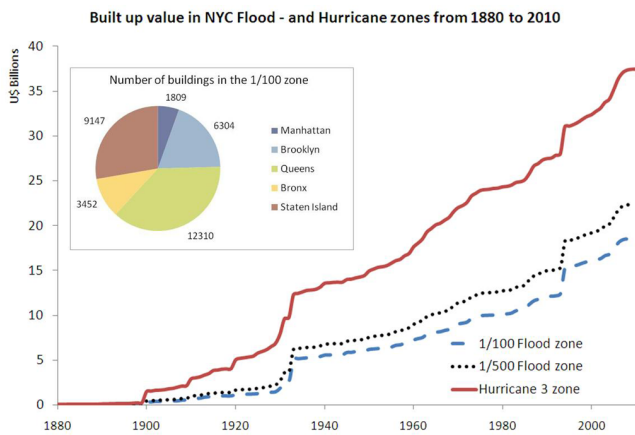 Built up value in NYC Flood - and Hurricane zones from 1880 to 2010
U$ Billions
40
35
30
25
20
15
10
5
0
Number of buildings in the 1/100 zone
1809
6304
12310
3452
9147
Manhattan
Brooklyn
Queens
Bronx
Staten Island
1/100 Flood zone
1/500 Flood zone
Hurricane 3 zone
1880 1900 1920 1940 1960 1980 2000